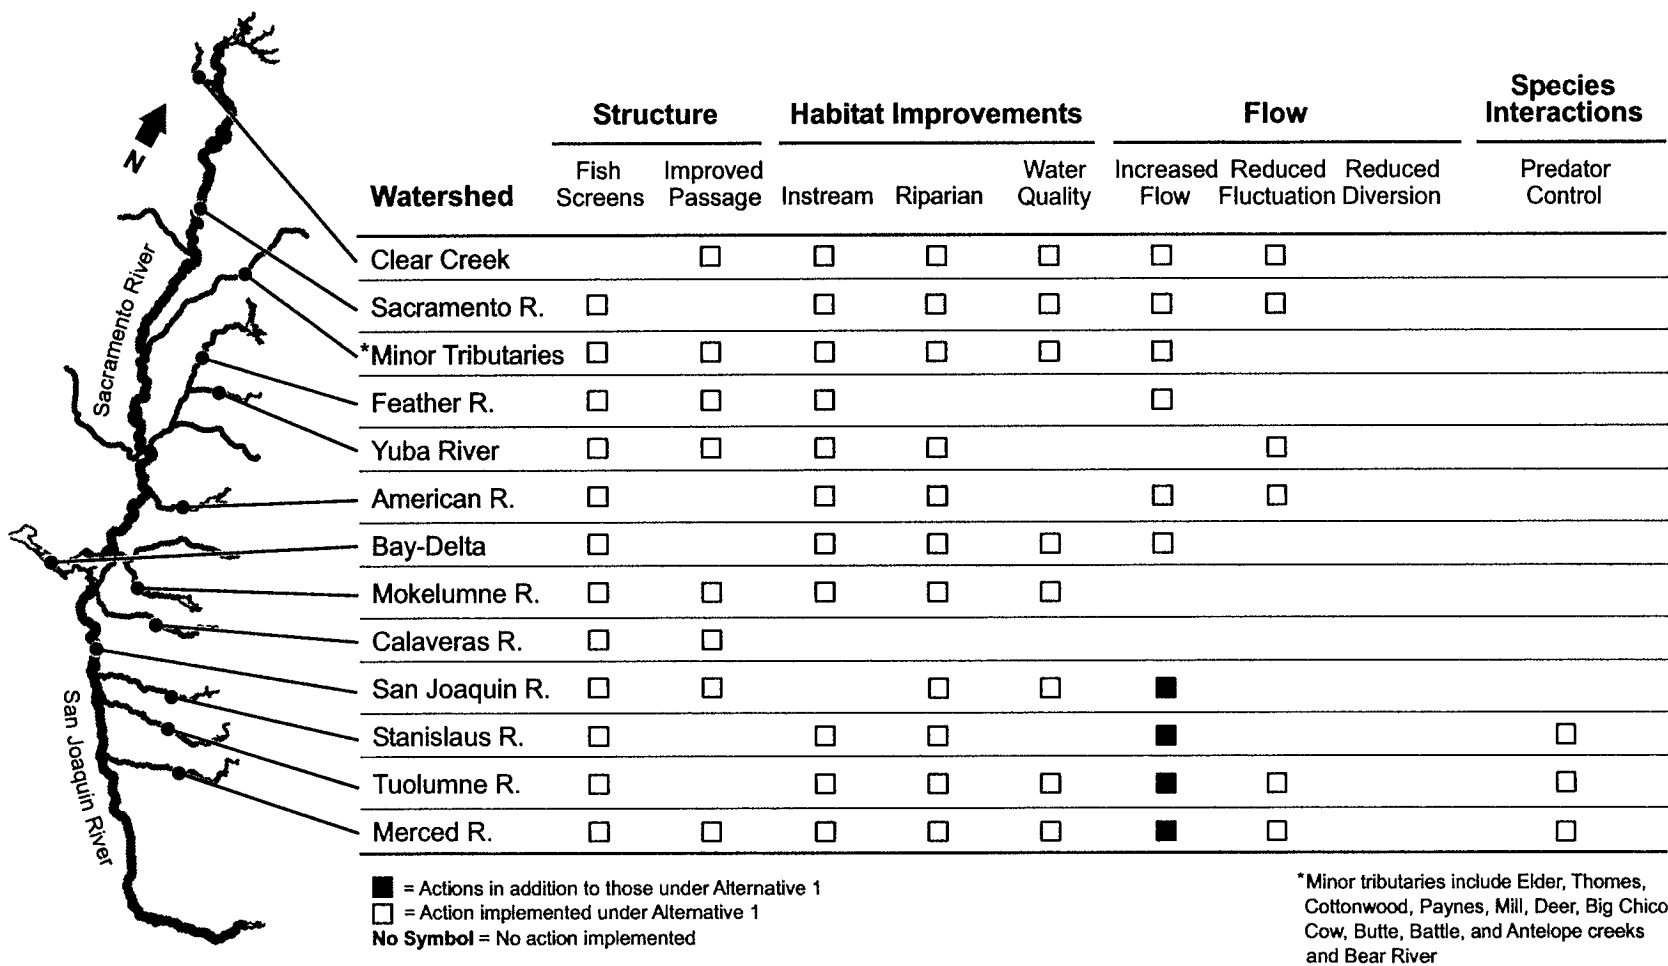 Species
Structure Habitat Improvements Flow Interactions
Fish Improved Water Increased Reduced Reduced Predator
Watershed Screens Passage Instream Riparian Quality Flow Fluctuation Diversion Control
N
Clear Creek
Sacramento R.
*Minor Tributaries
Feather R.
Yuba River
American R.
Bay-Delta
Mokelumne R.
Calaveras R.
San Joaquin R.
Stanislaus R.
Tuolumne R.
Merced R.
Sacramento River
San Joaquin River
■ = Actions in addition to those under Alternative 1
□ = Action implemented under Alternative 1
No Symbol = No action implemented
*Minor tributaries include Elder, Thomes,
Cottonwood, Paynes, Mill, Deer, Big Chico
Cow, Butte, Battle, and Antelope creeks
and Bear River